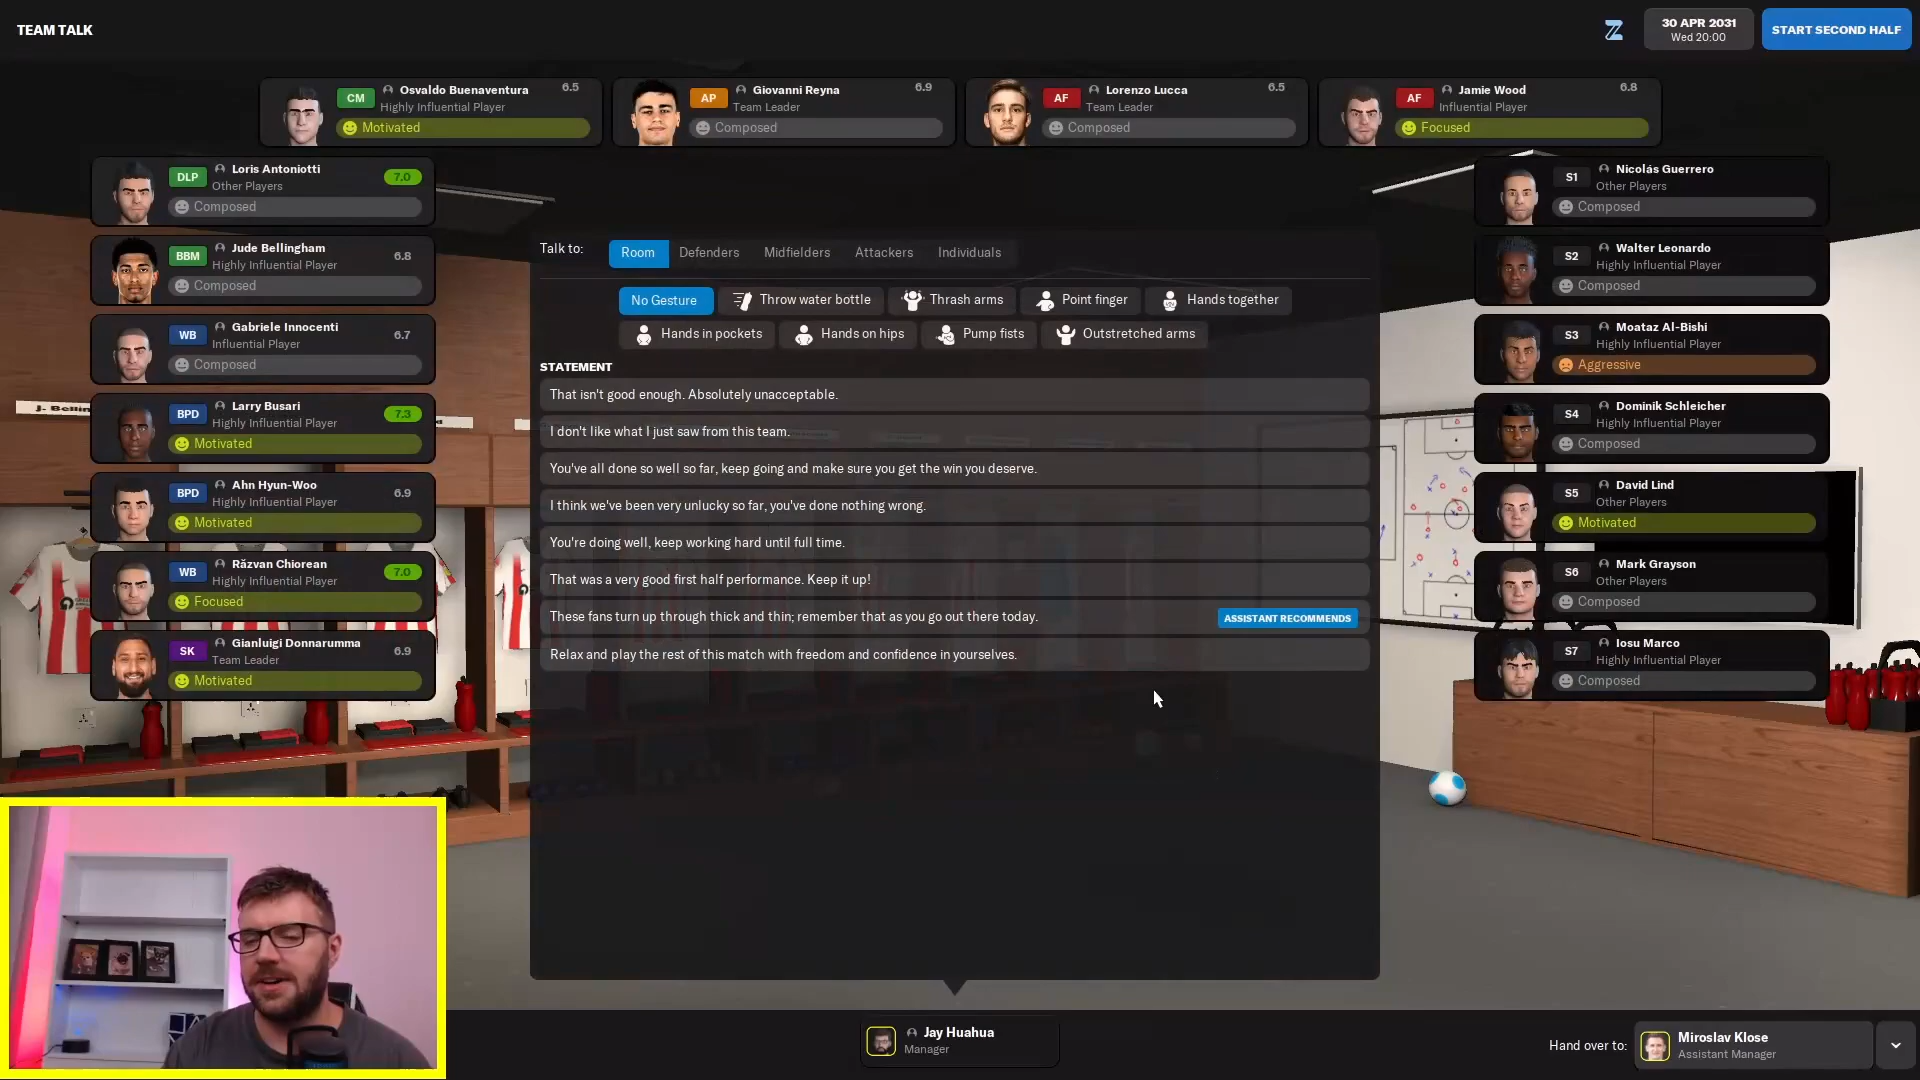 TEAM TALK
30 APR 2031
Wed 20:00
START SECOND HALF
CM
Osvaldo Buenaventura
6.5
Highly Influential Player
Motivated
AP
Giovanni Reyna
6.9
Team Leader
Composed
AF
Lorenzo Lucca
6.5
Team Leader
Composed
AF
Jamie Wood
6.8
Influential Player
Focused
DLP
Loris Antoniotti
7.0
Other Players
Composed
BBM
Jude Bellingham
6.8
Highly Influential Player
Composed
WB
Gabriele Innocenti
6.7
Influential Player
Composed
BPD
Larry Busari
7.3
Highly Influential Player
Motivated
BPD
Ahn Hyun-Woo
6.9
Highly Influential Player
Motivated
WB
Răzvan Chiorean
7.0
Highly Influential Player
Focused
SK
Gianluigi Donnarumma
6.9
Team Leader
Motivated
J. Bellin
Talk to:
Room
Defenders
Midfielders
Attackers
Individuals
No Gesture
Throw water bottle
Thrash arms
Point finger
Hands together
Hands in pockets
Hands on hips
Pump fists
Outstretched arms
STATEMENT
That isn't good enough. Absolutely unacceptable.
I don't like what I just saw from this team.
You've all done so well so far, keep going and make sure you get the win you deserve.
I think we've been very unlucky so far, you've done nothing wrong.
You're doing well, keep working hard until full time.
That was a very good first half performance. Keep it up!
These fans turn up through thick and thin; remember that as you go out there today.
ASSISTANT RECOMMENDS
Relax and play the rest of this match with freedom and confidence in yourselves.
S1
Nicolás Guerrero
Other Players
Composed
S2
Walter Leonardo
Highly Influential Player
Composed
S3
Moataz Al-Bishi
Highly Influential Player
Aggressive
S4
Dominik Schleicher
Highly Influential Player
Composed
S5
David Lind
Other Players
Motivated
S6
Mark Grayson
Other Players
Composed
S7
Iosu Marco
Highly Influential Player
Composed
Jay Huahua
Manager
Hand over to:
Miroslav Klose
Assistant Manager